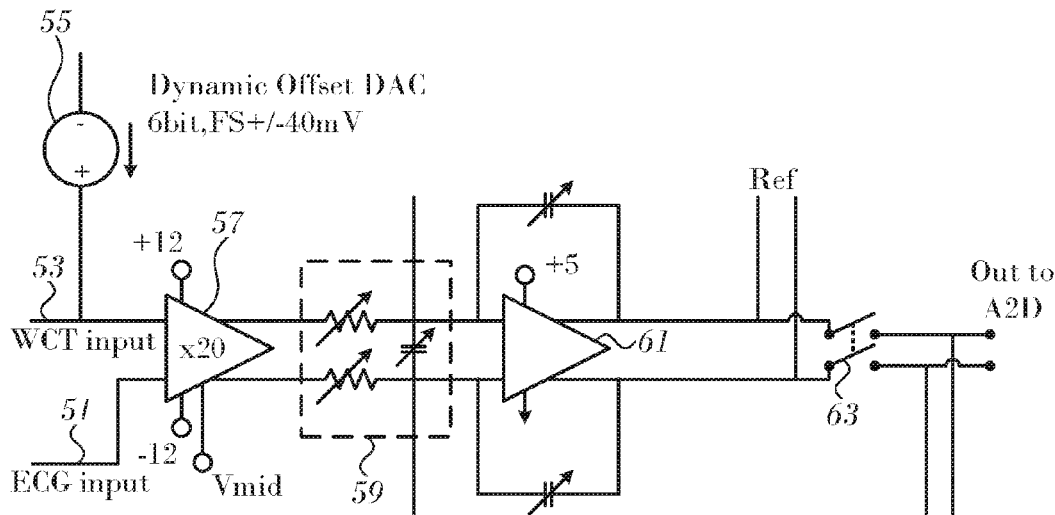 55
Dynamic Offset DAC
6bit,FS+/-40mV
-
+
Ref
57
+12
+5
Out to
A2D
53
WCT input
x20
61
63
51
-12
ECG input
Vmid
59